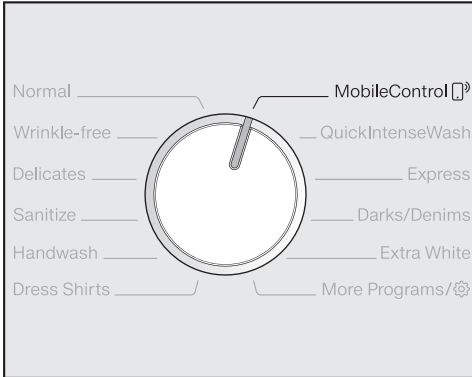 Normal
MobileControl
Wrinkle-free
QuickIntenseWash
Delicates
Express
Sanitize
Darks/Denims
Handwash
Extra White
Dress Shirts
More Programs/